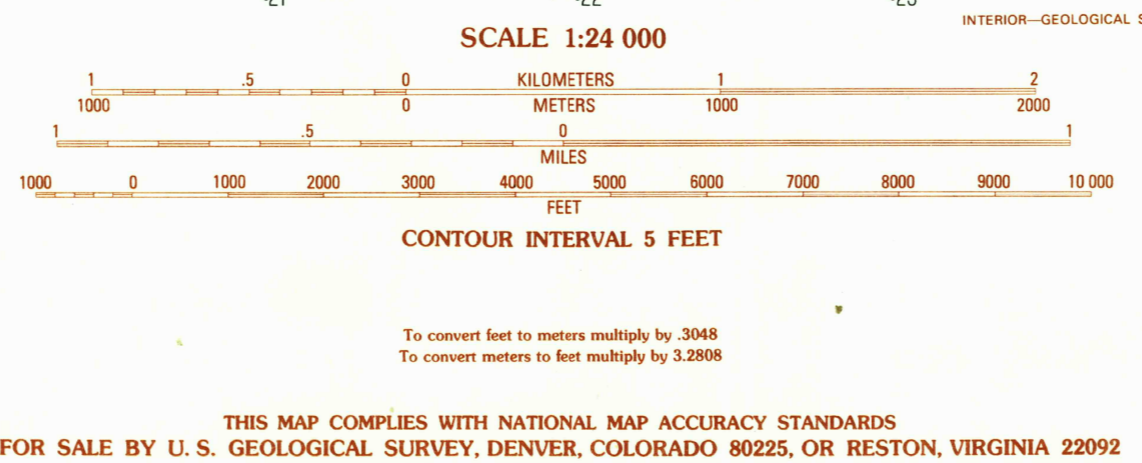 21 22 23
INTERIOR—GEOLOGICAL
SCALE 1:24 000
1 .5 0 KILOMETERS 1 2
1000 0 METERS 1000 2000
1 .5 0 1
MILES
1000 0 1000 2000 3000 4000 5000 6000 7000 8000 9000 10 000
FEET
CONTOUR INTERVAL 5 FEET
To convert feet to meters multiply by .3048
To convert meters to feet multiply by 3.2808
THIS MAP COMPLIES WITH NATIONAL MAP ACCURACY STANDARDS
FOR SALE BY U. S. GEOLOGICAL SURVEY, DENVER, COLORADO 80225, OR RESTON, VIRGINIA 22092